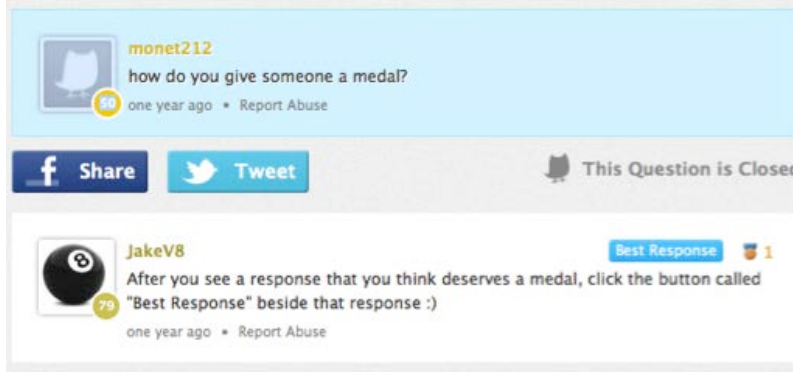 monet212
how do you give someone a medal?
50
one year ago • Report Abuse
f Share
Tweet
This Question is Closed
8
JakeV8
Best Response 1
After you see a response that you think deserves a medal, click the button called
"Best Response" beside that response :)
79
one year ago • Report Abuse